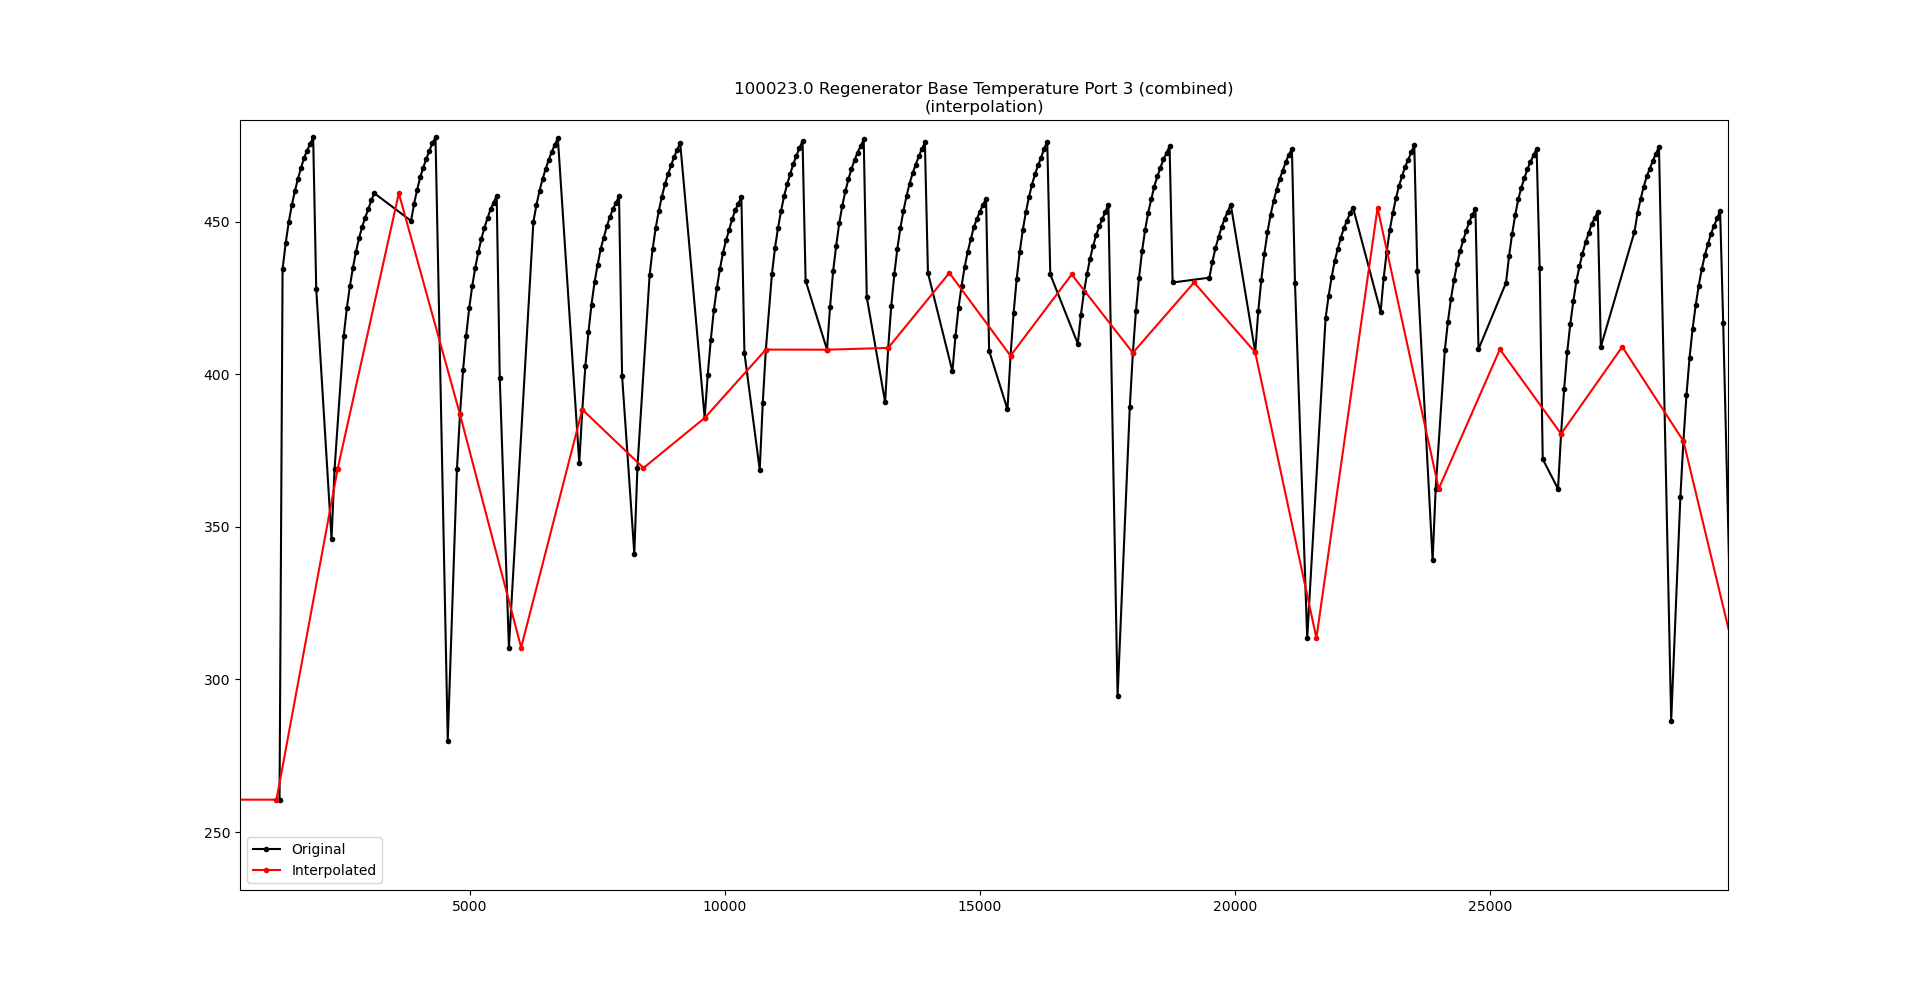 100023.0 Regenerator Base Temperature Port 3 (combined)
(interpolation)
450
400
350
300
250
Original
Interpolated
5000
10000
15000
20000
25000